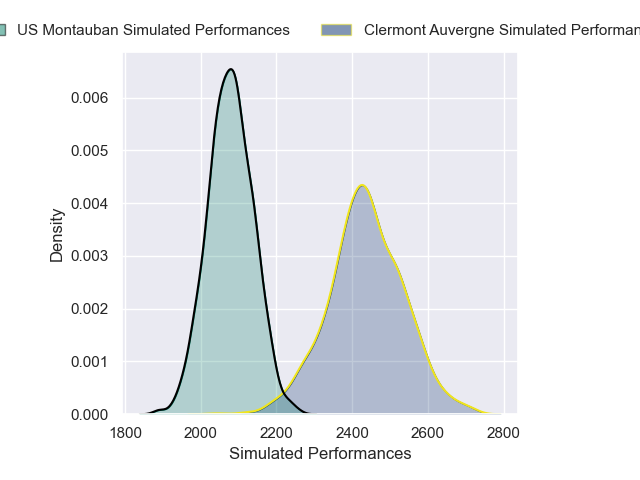 US Montauban Simulated Performances Clermont Auvergne Simulated Performan
0.006
0.005
0.004
0.003
0.002
0.001
0.000
Density
1800 2000 2200 2400 2600 2800
Simulated Performances